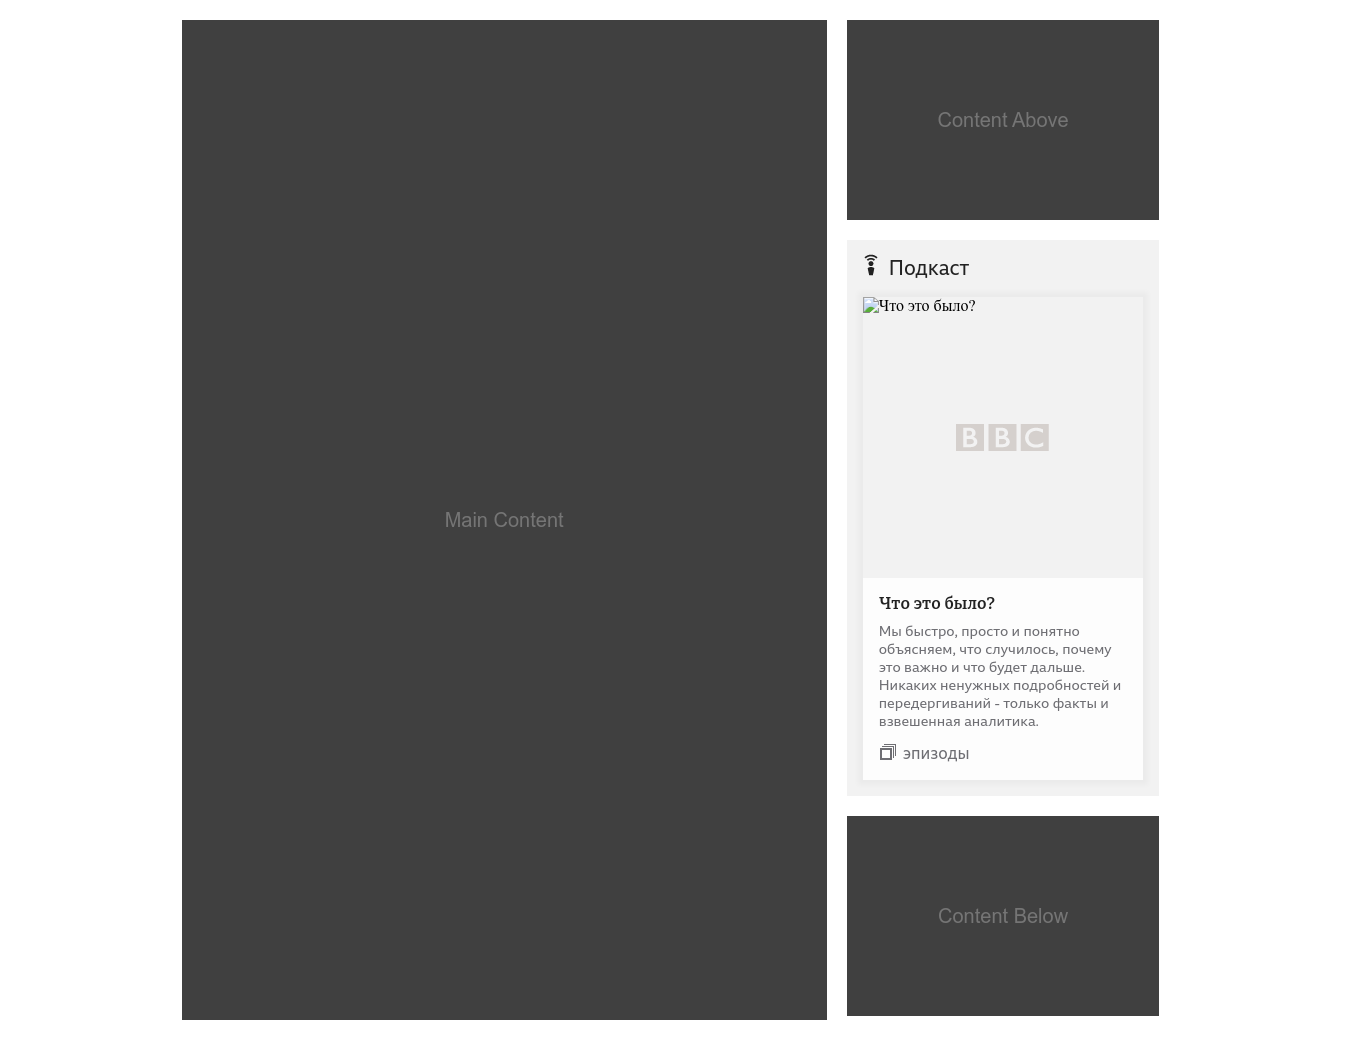 Main Content
Content Above
Подкаст
Что это было?
BBC
Что это было?
Мы быстро, просто и понятно
объясняем, что случилось, почему
это важно и что будет дальше.
Никаких ненужных подробностей и
передергиваний - только факты и
взвешенная аналитика.
эпизоды
Content Below